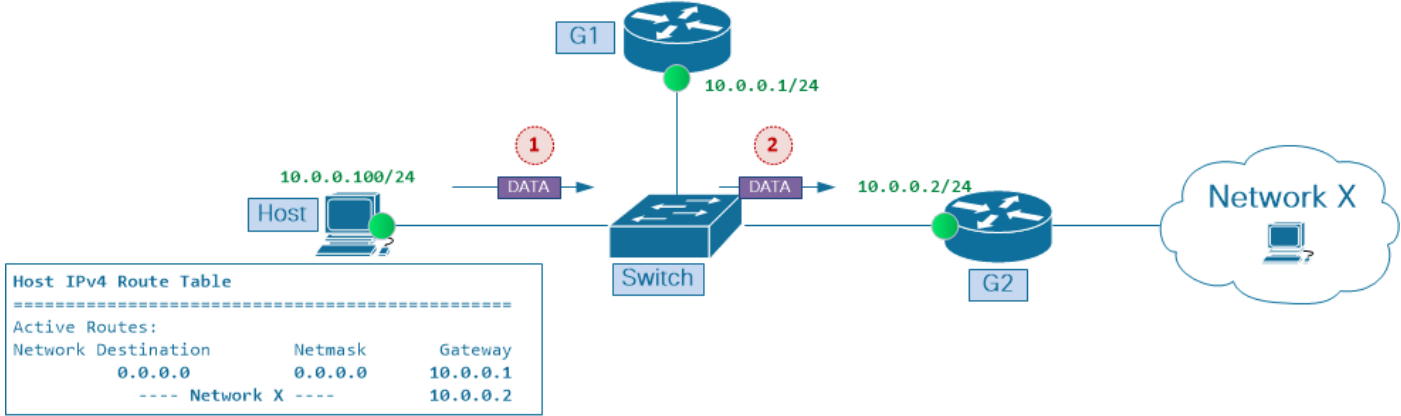 G1
10.0.0.1/24
1
2
10.0.0.100/24
DATA
DATA
10.0.0.2/24
Host
?
Network X
?
Switch
G2
Host IPv4 Route Table
================================================
Active Routes:
Network Destination Netmask Gateway
0.0.0.0 0.0.0.0 10.0.0.1
---- Network X ---- 10.0.0.2